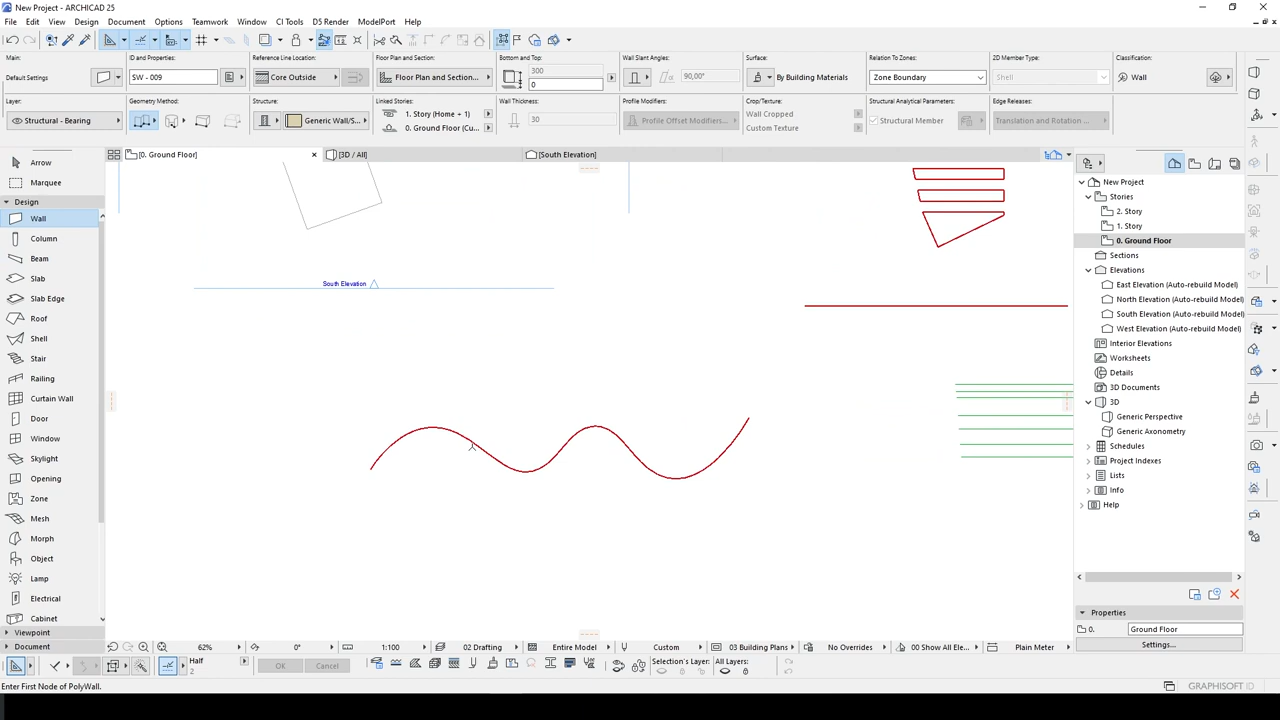 New Project - ARCHICAD 25
File Edit View Design Document Options Teamwork Window CI Tools D5 Render ModelPort Help
Main: ID and Properties: Reference Line Location: Floor Plan and Section: Bottom and Top: Wall Slant Angles: Surface: Relation To Zones: 2D Member Type: Classification:
Default Settings SW - 009 Core Outside Floor Plan and Section... 300 0 90,00° By Building Materials Zone Boundary Shell Wall
Layer: Geometry Method: Structure: Linked Stories: Wall Thickness: Profile Modifiers: Crop/Texture: Structural Analytical Parameters: Edge Releases:
Structural - Bearing Generic Wall/S... 1. Story (Home + 1) 0. Ground Floor (Cu... 30 Profile Offset Modifiers... Wall Cropped Custom Texture Structural Member Translation and Rotation ...
[0. Ground Floor] [3D / All] [South Elevation]
Arrow
Marquee
Design
Wall
Column
Beam
Slab
Slab Edge
Roof
Shell
Stair
Railing
Curtain Wall
Door
Window
Skylight
Opening
Zone
Mesh
Morph
Object
Lamp
Electrical
Cabinet
Viewpoint
Document
South Elevation
New Project
Stories
2. Story
1. Story
0. Ground Floor
Sections
Elevations
East Elevation (Auto-rebuild Model)
North Elevation (Auto-rebuild Model)
South Elevation (Auto-rebuild Model)
West Elevation (Auto-rebuild Model)
Interior Elevations
Worksheets
Details
3D Documents
3D
Generic Perspective
Generic Axonometry
Schedules
Project Indexes
Lists
Info
Help
Properties
0. Ground Floor
Settings...
62% 0° 1:100 02 Drafting Entire Model Custom 03 Building Plans No Overrides 00 Show All Ele... Plain Meter
Half
2
OK Cancel Selection's Layer: All Layers:
Enter First Node of PolyWall.
GRAPHISOFT